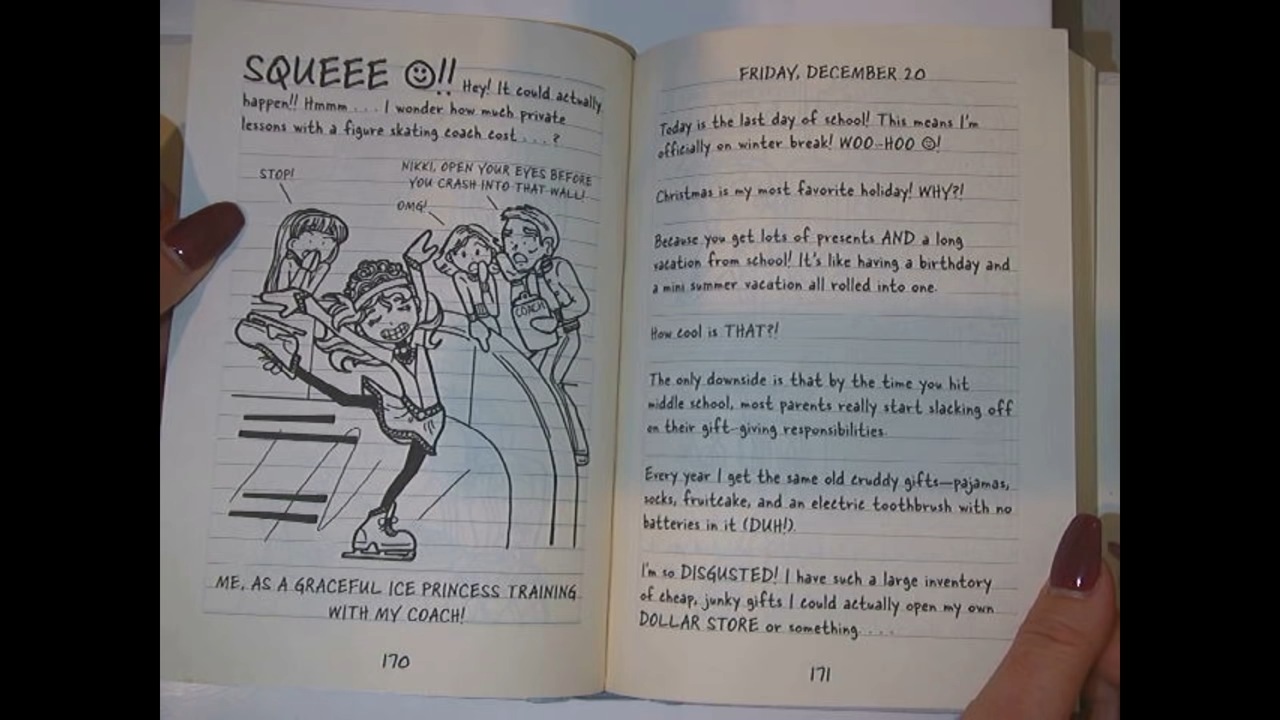 SQUEEE ☺!! Hey! It could actually
happen!! Hmmm . . . I wonder how much private
lessons with a figure skating coach cost . . . ?
STOP!
NIKKI, OPEN YOUR EYES BEFORE
YOU CRASH INTO THAT WALL!
OMG!
COACH
ME, AS A GRACEFUL ICE PRINCESS TRAINING
WITH MY COACH!
170
FRIDAY, DECEMBER 20
Today is the last day of school! This means I'm
officially on winter break! WOO-HOO ☺!
Christmas is my most favorite holiday! WHY?!
Because you get lots of presents AND a long
vacation from school! It's like having a birthday and
a mini summer vacation all rolled into one.
How cool is THAT?!
The only downside is that by the time you hit
middle school, most parents really start slacking off
on their gift-giving responsibilities.
Every year I get the same old cruddy gifts—pajamas,
socks, fruitcake, and an electric toothbrush with no
batteries in it (DUH!).
I'm so DISGUSTED! I have such a large inventory
of cheap, junky gifts I could actually open my own
DOLLAR STORE or something. . . .
171